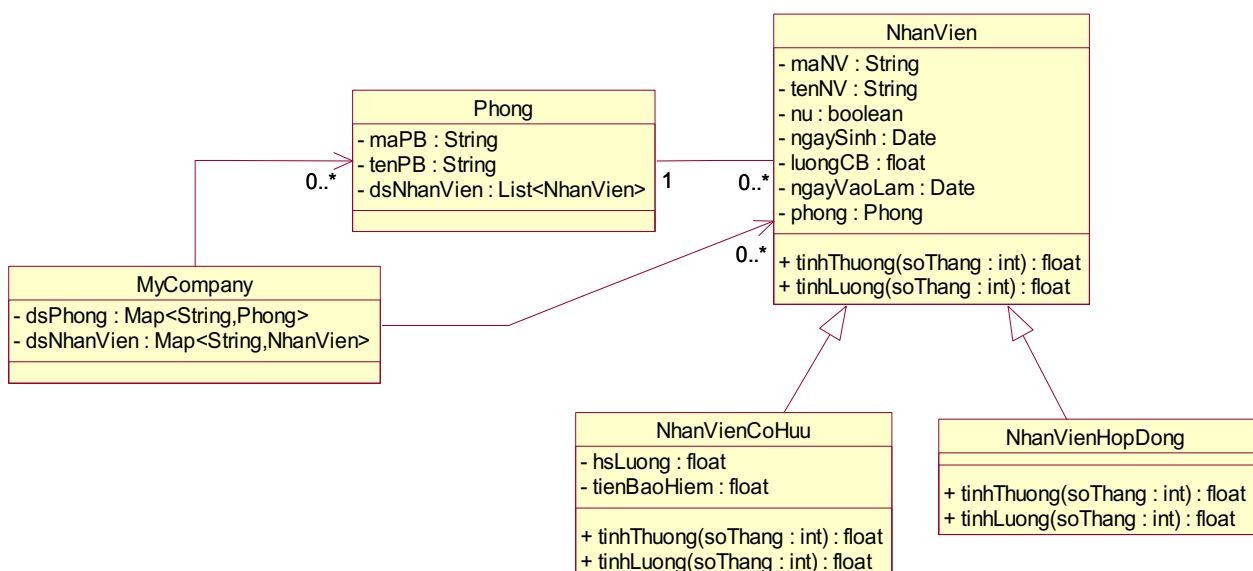 NhanVien
- maNV : String
- tenNV : String
- nu : boolean
- ngaySinh : Date
- luongCB : float
- ngayVaoLam : Date
- phong : Phong
+ tinhThuong(soThang : int) : float
+ tinhLuong(soThang : int) : float
Phong
- maPB : String
- tenPB : String
- dsNhanVien : List<NhanVien>
0..*
1
0..*
0..*
MyCompany
- dsPhong : Map<String,Phong>
- dsNhanVien : Map<String,NhanVien>
NhanVienCoHuu
- hsLuong : float
- tienBaoHiem : float
+ tinhThuong(soThang : int) : float
+ tinhLuong(soThang : int) : float
NhanVienHopDong
+ tinhThuong(soThang : int) : float
+ tinhLuong(soThang : int) : float